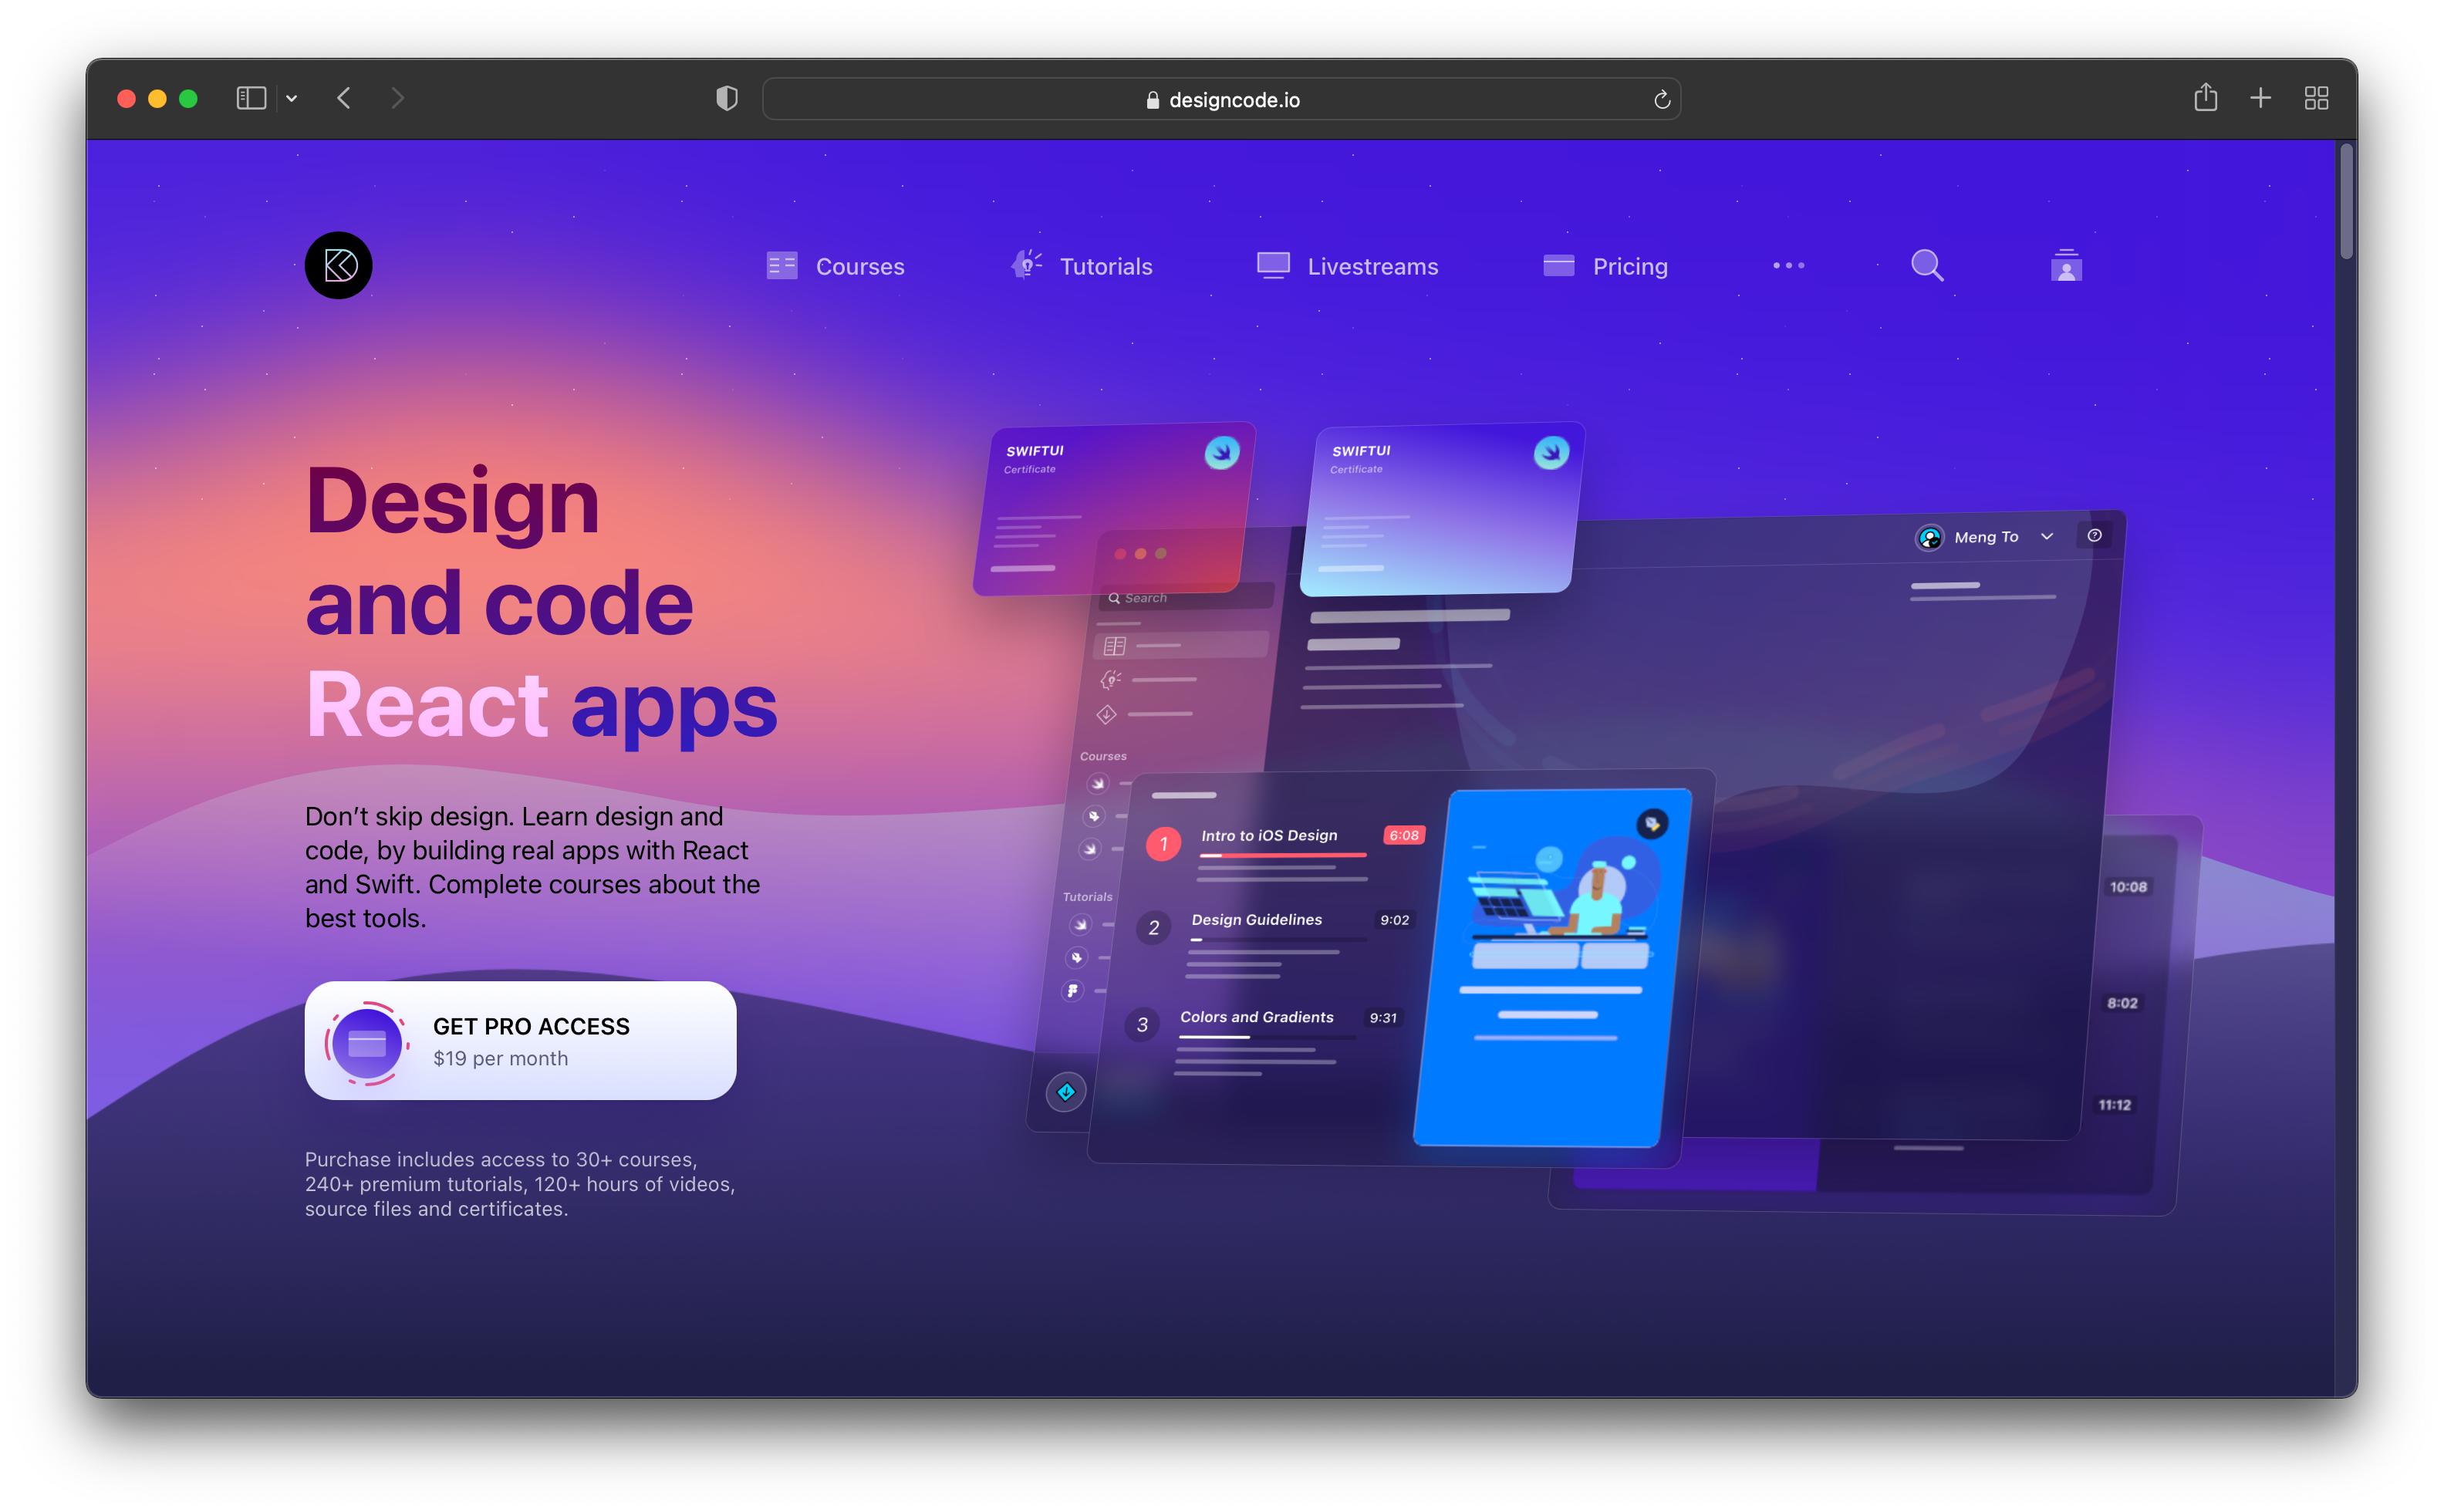 designcode.io
Courses
Tutorials
Livestreams
Pricing
Design
and code
React apps
Don’t skip design. Learn design and
code, by building real apps with React
and Swift. Complete courses about the
best tools.
GET PRO ACCESS
$19 per month
Purchase includes access to 30+ courses,
240+ premium tutorials, 120+ hours of videos,
source files and certificates.
SWIFTUI
Certificate
SWIFTUI
Certificate
Meng To
Search
Courses
Tutorials
1 Intro to iOS Design 6:08
2 Design Guidelines 9:02
3 Colors and Gradients 9:31
10:08
8:02
11:12